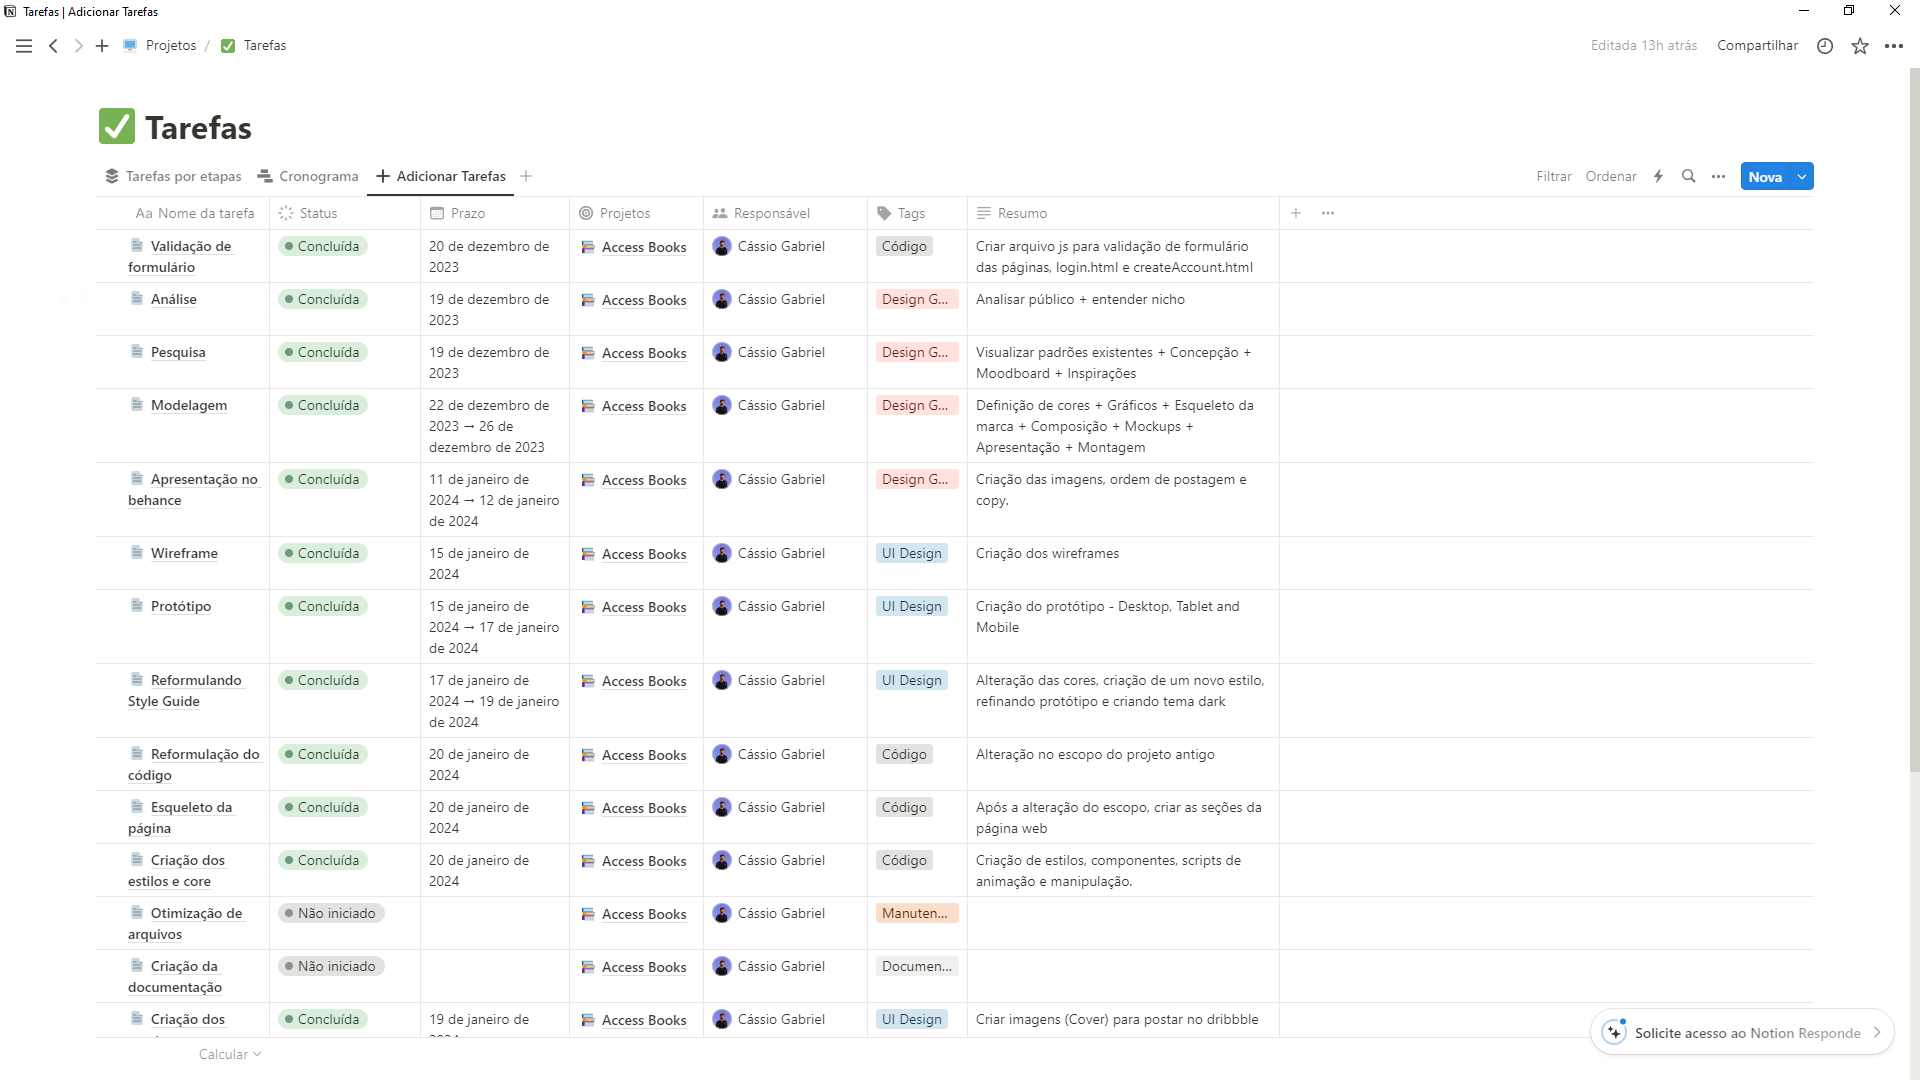 Tarefas | Adicionar Tarefas
Projetos / Tarefas
Editada 13h atrás Compartilhar
Tarefas
Tarefas por etapas Cronograma Adicionar Tarefas
Filtrar Ordenar Nova
Aa Nome da tarefa Status Prazo Projetos Responsável Tags Resumo
Validação de formulário Concluída 20 de dezembro de 2023 Access Books Cássio Gabriel Código Criar arquivo js para validação de formulário das páginas, login.html e createAccount.html
Análise Concluída 19 de dezembro de 2023 Access Books Cássio Gabriel Design G... Analisar público + entender nicho
Pesquisa Concluída 19 de dezembro de 2023 Access Books Cássio Gabriel Design G... Visualizar padrões existentes + Concepção + Moodboard + Inspirações
Modelagem Concluída 22 de dezembro de 2023 → 26 de dezembro de 2023 Access Books Cássio Gabriel Design G... Definição de cores + Gráficos + Esqueleto da marca + Composição + Mockups + Apresentação + Montagem
Apresentação no behance Concluída 11 de janeiro de 2024 → 12 de janeiro de 2024 Access Books Cássio Gabriel Design G... Criação das imagens, ordem de postagem e copy.
Wireframe Concluída 15 de janeiro de 2024 Access Books Cássio Gabriel UI Design Criação dos wireframes
Protótipo Concluída 15 de janeiro de 2024 → 17 de janeiro de 2024 Access Books Cássio Gabriel UI Design Criação do protótipo - Desktop, Tablet and Mobile
Reformulando Style Guide Concluída 17 de janeiro de 2024 → 19 de janeiro de 2024 Access Books Cássio Gabriel UI Design Alteração das cores, criação de um novo estilo, refinando protótipo e criando tema dark
Reformulação do código Concluída 20 de janeiro de 2024 Access Books Cássio Gabriel Código Alteração no escopo do projeto antigo
Esqueleto da página Concluída 20 de janeiro de 2024 Access Books Cássio Gabriel Código Após a alteração do escopo, criar as seções da página web
Criação dos estilos e core Concluída 20 de janeiro de 2024 Access Books Cássio Gabriel Código Criação de estilos, componentes, scripts de animação e manipulação.
Otimização de arquivos Não iniciado Access Books Cássio Gabriel Manuten...
Criação da documentação Não iniciado Access Books Cássio Gabriel Documen...
Criação dos Concluída 19 de janeiro de Access Books Cássio Gabriel UI Design Criar imagens (Cover) para postar no dribbble
Calcular
Solicite acesso ao Notion Responde